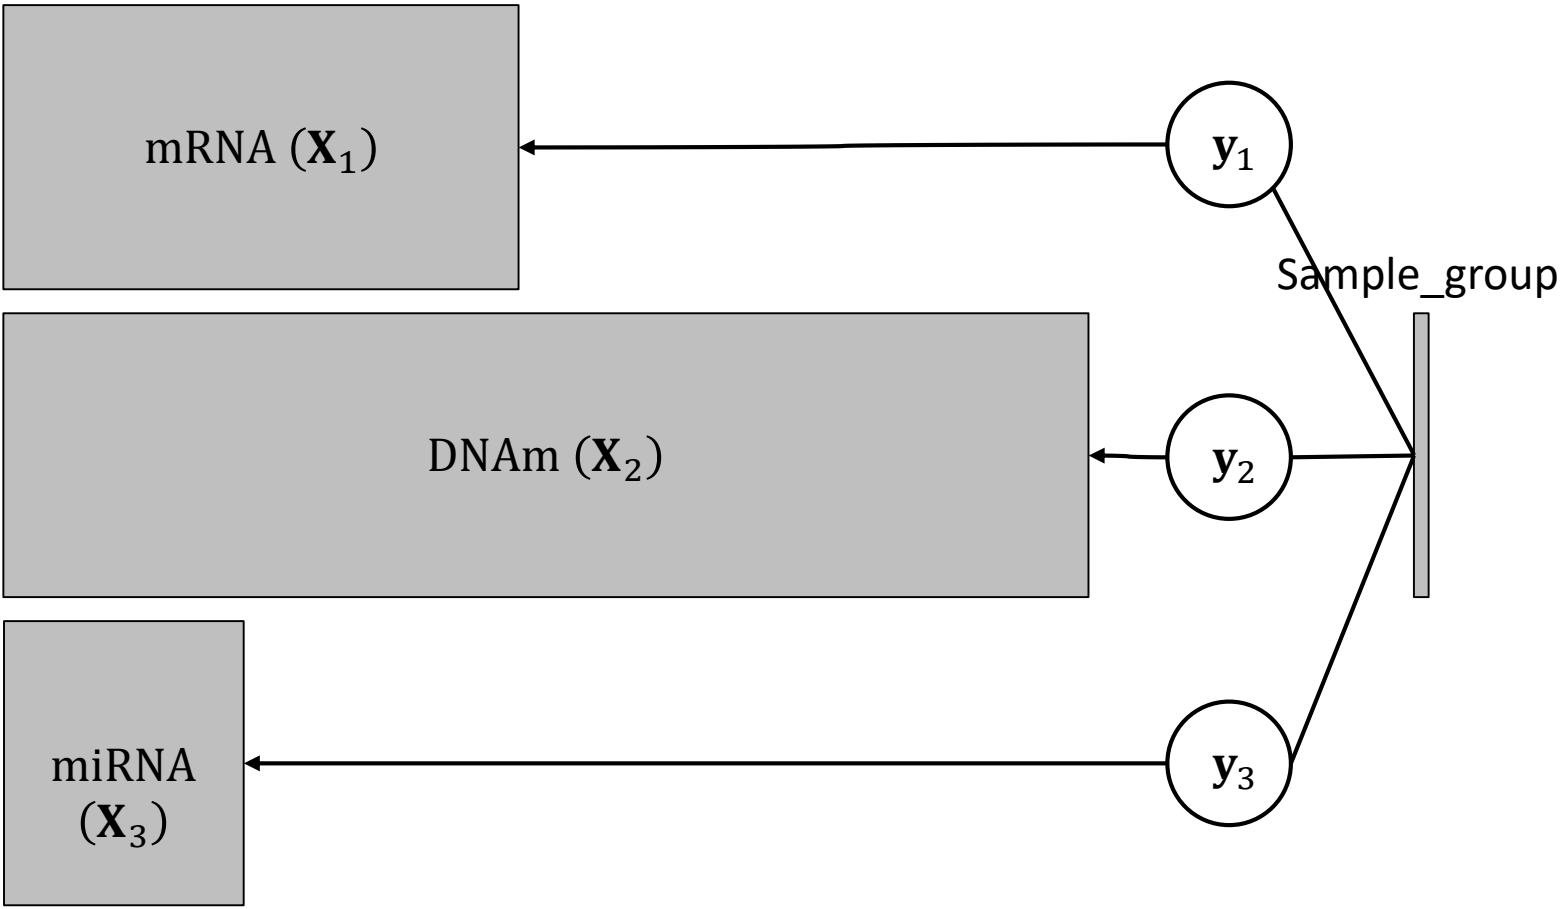 mRNA (𝐗₁)
𝐲₁
Sample_group
DNAm (𝐗₂)
𝐲₂
miRNA
(𝐗₃)
𝐲₃